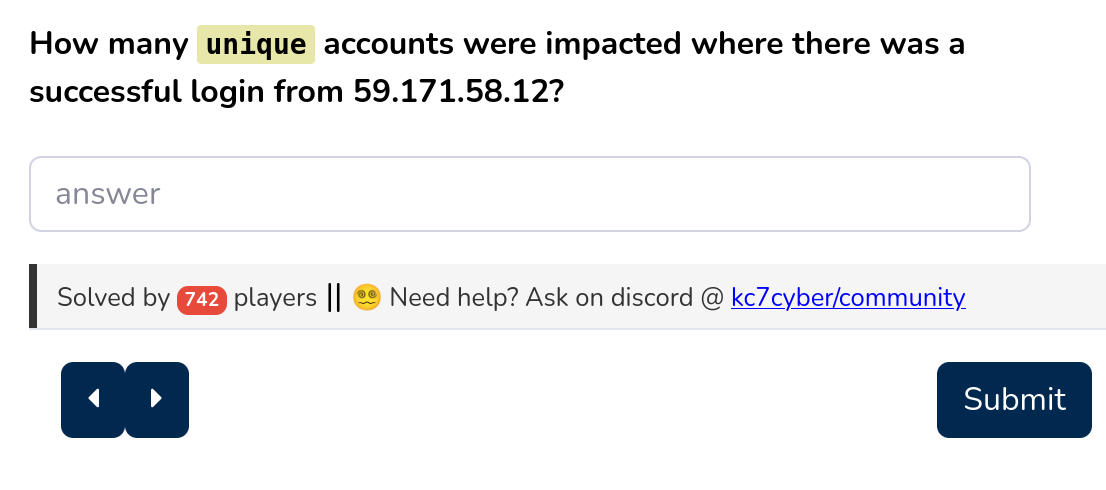 How many unique accounts were impacted where there was a
successful login from 59.171.58.12?
answer
Solved by 742 players || 😵‍💫 Need help? Ask on discord @ kc7cyber/community
Submit